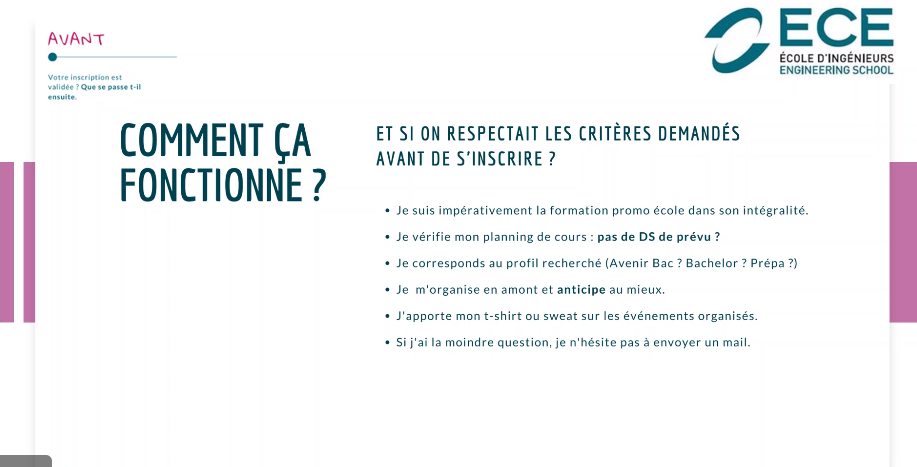 AVANT
Votre inscription est
validée ? Que se passe t-il
ensuite.
ECE
ÉCOLE D'INGÉNIEURS
ENGINEERING SCHOOL
COMMENT ÇA
FONCTIONNE ?
ET SI ON RESPECTAIT LES CRITÈRES DEMANDÉS
AVANT DE S'INSCRIRE ?
• Je suis impérativement la formation promo école dans son intégralité.
• Je vérifie mon planning de cours : pas de DS de prévu ?
• Je corresponds au profil recherché (Avenir Bac ? Bachelor ? Prépa ?)
• Je m'organise en amont et anticipe au mieux.
• J'apporte mon t-shirt ou sweat sur les événements organisés.
• Si j'ai la moindre question, je n'hésite pas à envoyer un mail.